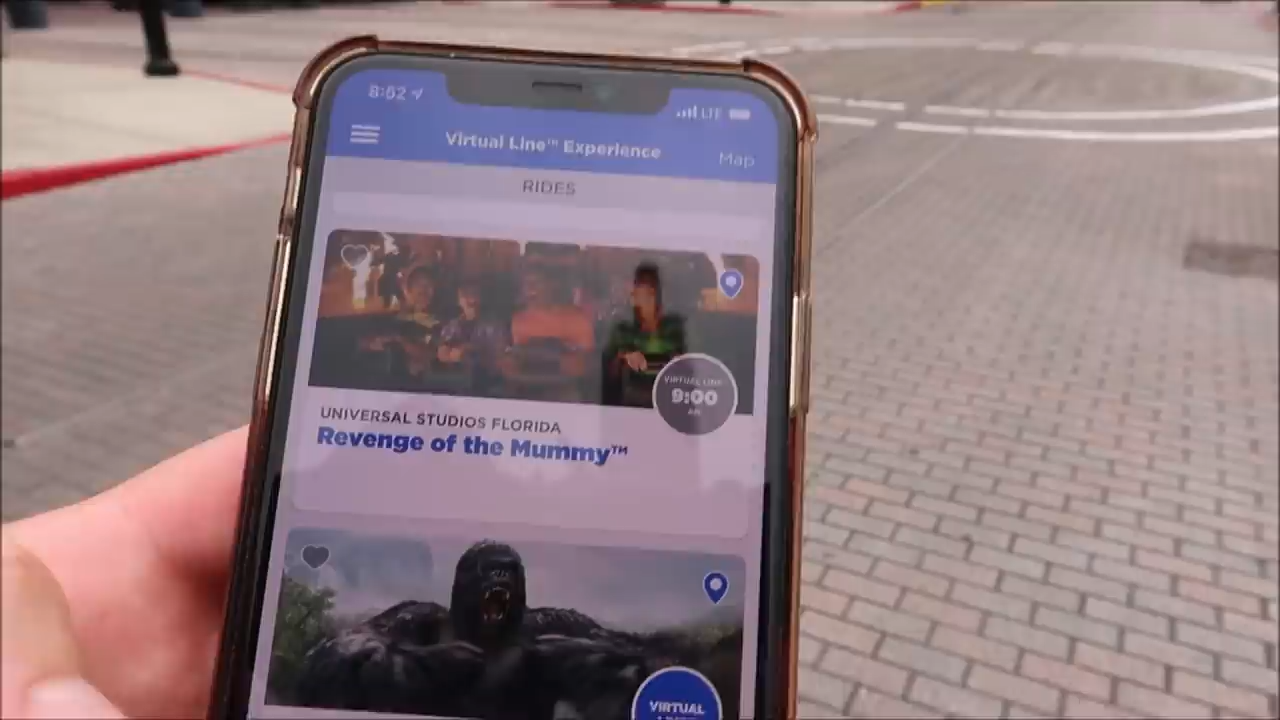 8:52
LTE
Virtual Line™ Experience
Map
RIDES
VIRTUAL LINE
9:00
AM
UNIVERSAL STUDIOS FLORIDA
Revenge of the Mummy™
VIRTUAL